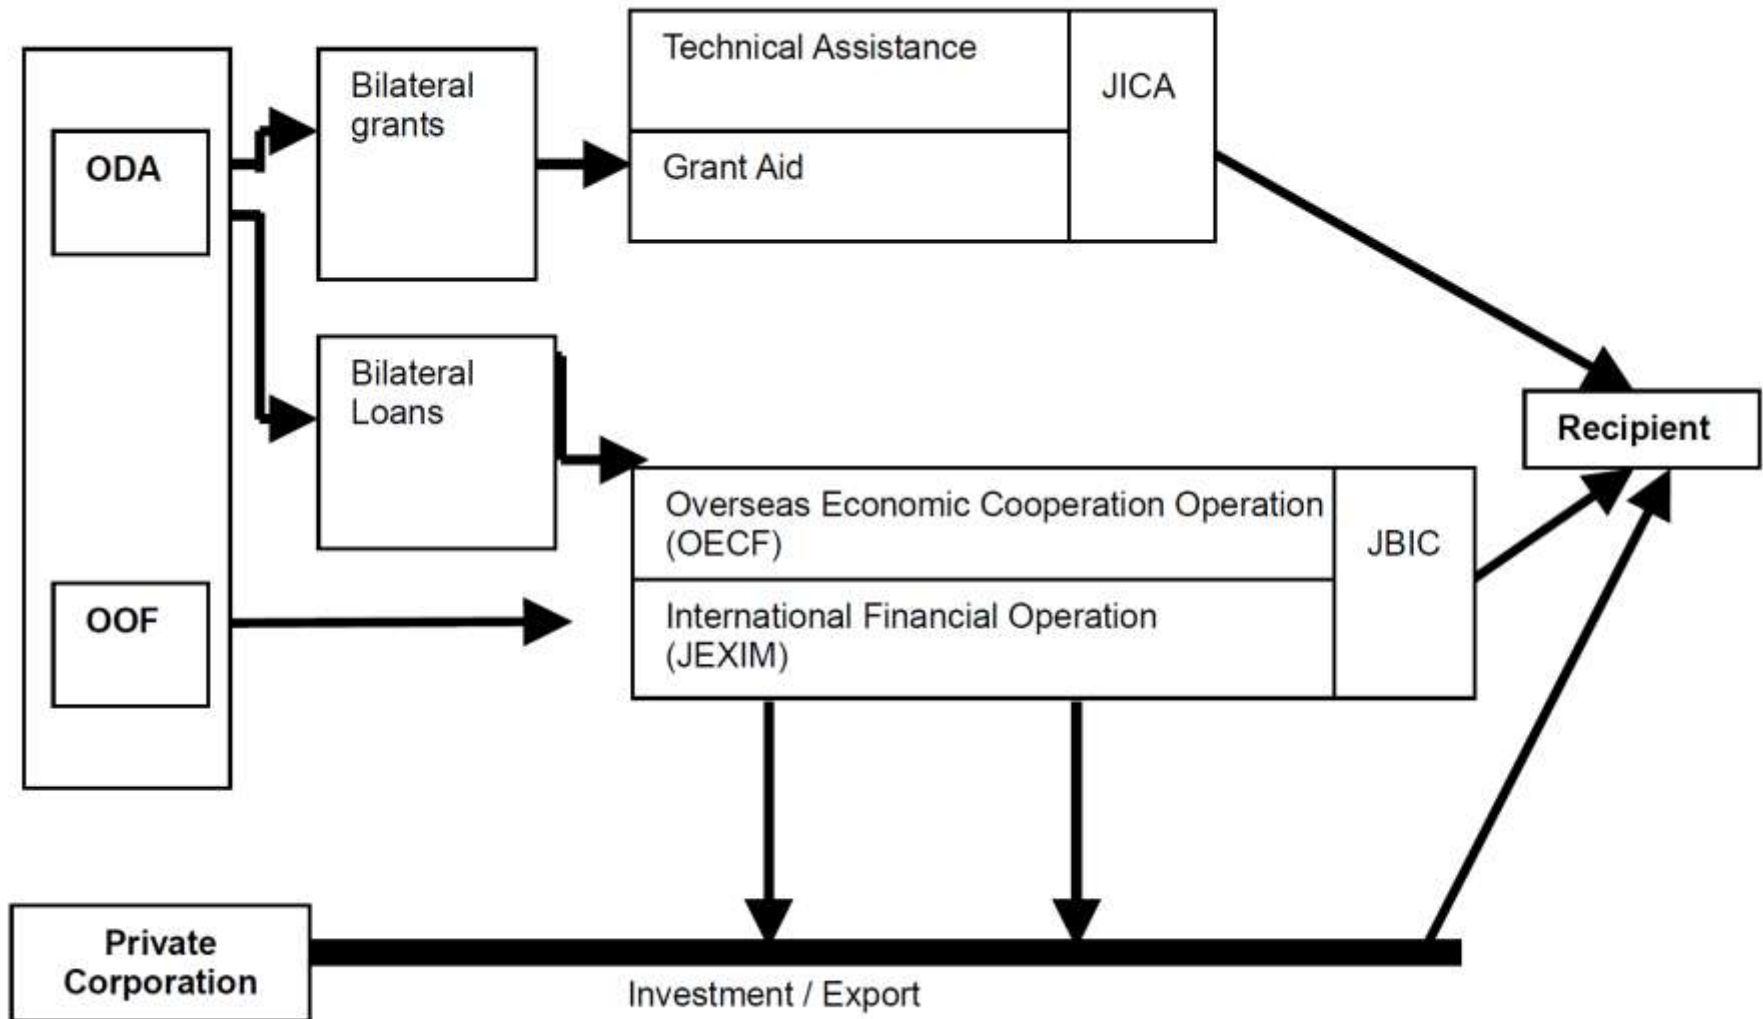 Technical Assistance
JICA
Bilateral
grants
ODA
Grant Aid
Bilateral
Loans
Recipient
Overseas Economic Cooperation Operation
(OECF)
JBIC
OOF
International Financial Operation
(JEXIM)
Private
Corporation
Investment / Export